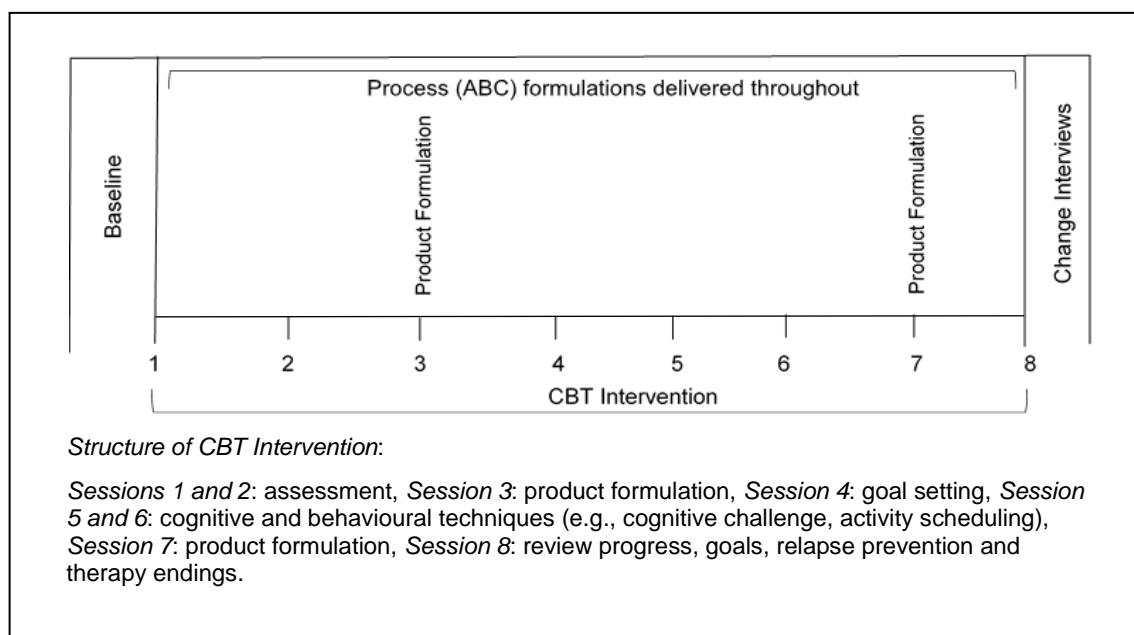 Process (ABC) formulations delivered throughout
Baseline
Product Formulation
Product Formulation
Change Interviews
1 2 3 4 5 6 7 8
CBT Intervention
Structure of CBT Intervention:
Sessions 1 and 2: assessment, Session 3: product formulation, Session 4: goal setting, Session
5 and 6: cognitive and behavioural techniques (e.g., cognitive challenge, activity scheduling),
Session 7: product formulation, Session 8: review progress, goals, relapse prevention and
therapy endings.